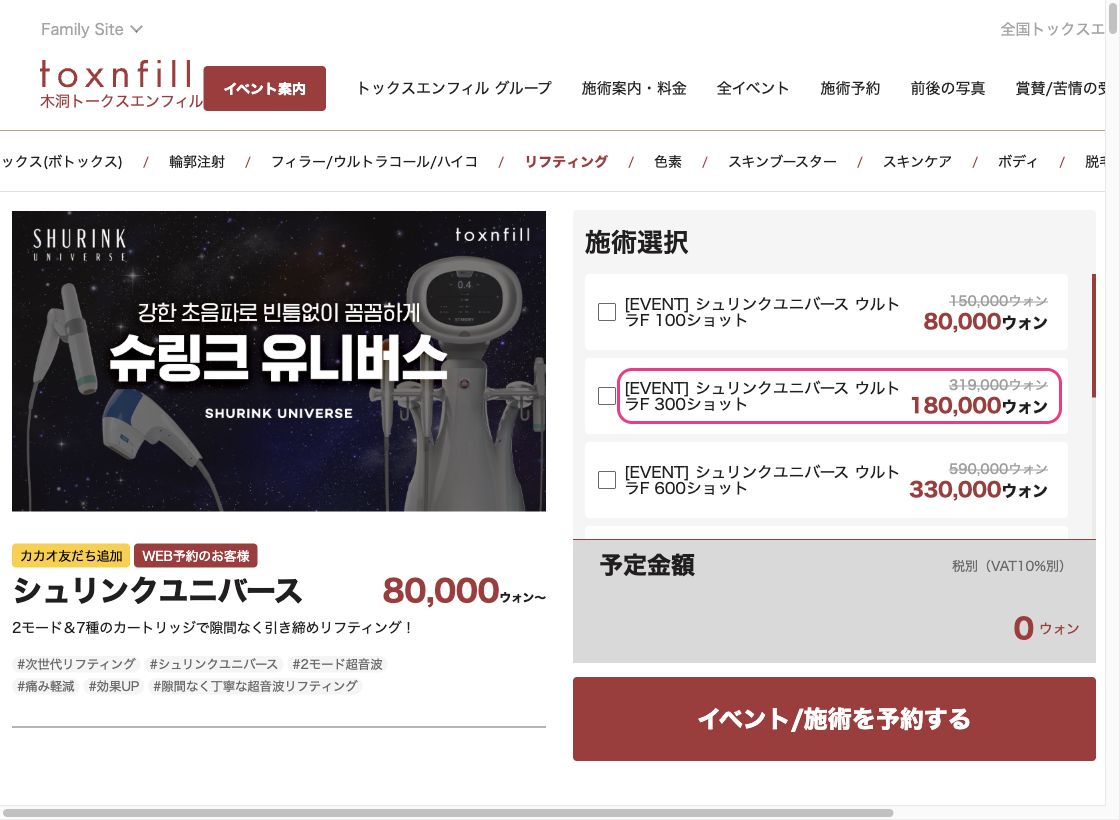 Family Site
全国トックスエ
toxnfill
木洞トークスエンフィル
イベント案内
トックスエンフィル グループ
施術案内・料金
全イベント
施術予約
前後の写真
賞賛/苦情の受
ックス(ボトックス)
/
輪郭注射
/
フィラー/ウルトラコール/ハイコ
/
リフティング
/
色素
/
スキンブースター
/
スキンケア
/
ボディ
/
脱毛
SHURINK
UNIVERSE
toxnfill
0.4
STANDBY
강한 초음파로 빈틈없이 꼼꼼하게
슈링크 유니버스
SHURINK UNIVERSE
カカオ友だち追加
WEB予約のお客様
シュリンクユニバース
80,000ウォン〜
2モード＆7種のカートリッジで隙間なく引き締めリフティング！
#次世代リフティング #シュリンクユニバース #2モード超音波
#痛み軽減 #効果UP #隙間なく丁寧な超音波リフティング
施術選択
[EVENT] シュリンクユニバース ウルト
ラF 100ショット
150,000ウォン
80,000ウォン
[EVENT] シュリンクユニバース ウルト
ラF 300ショット
319,000ウォン
180,000ウォン
[EVENT] シュリンクユニバース ウルト
ラF 600ショット
590,000ウォン
330,000ウォン
予定金額
税別（VAT10%別）
0 ウォン
イベント/施術を予約する